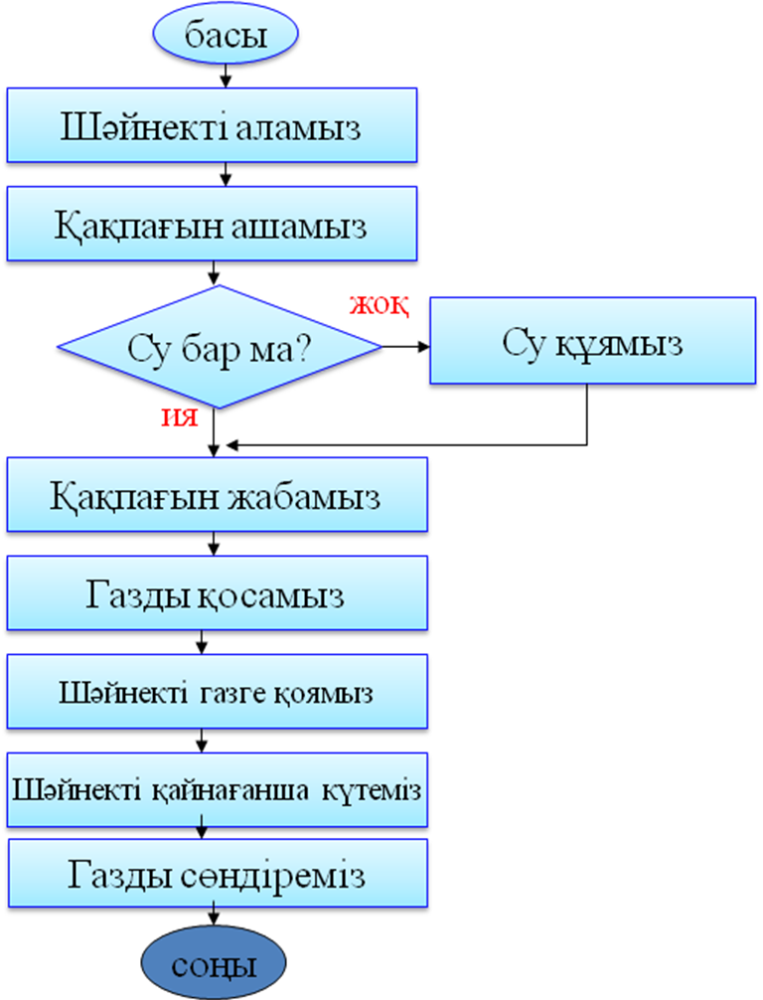 басы
Шәйнекті аламыз
Қақпағын ашамыз
жоқ
Су бар ма?
Су құямыз
ия
Қақпағын жабамыз
Газды қосамыз
Шәйнекті газге қоямыз
Шәйнекті қайнағанша күтеміз
Газды сөндіреміз
соңы